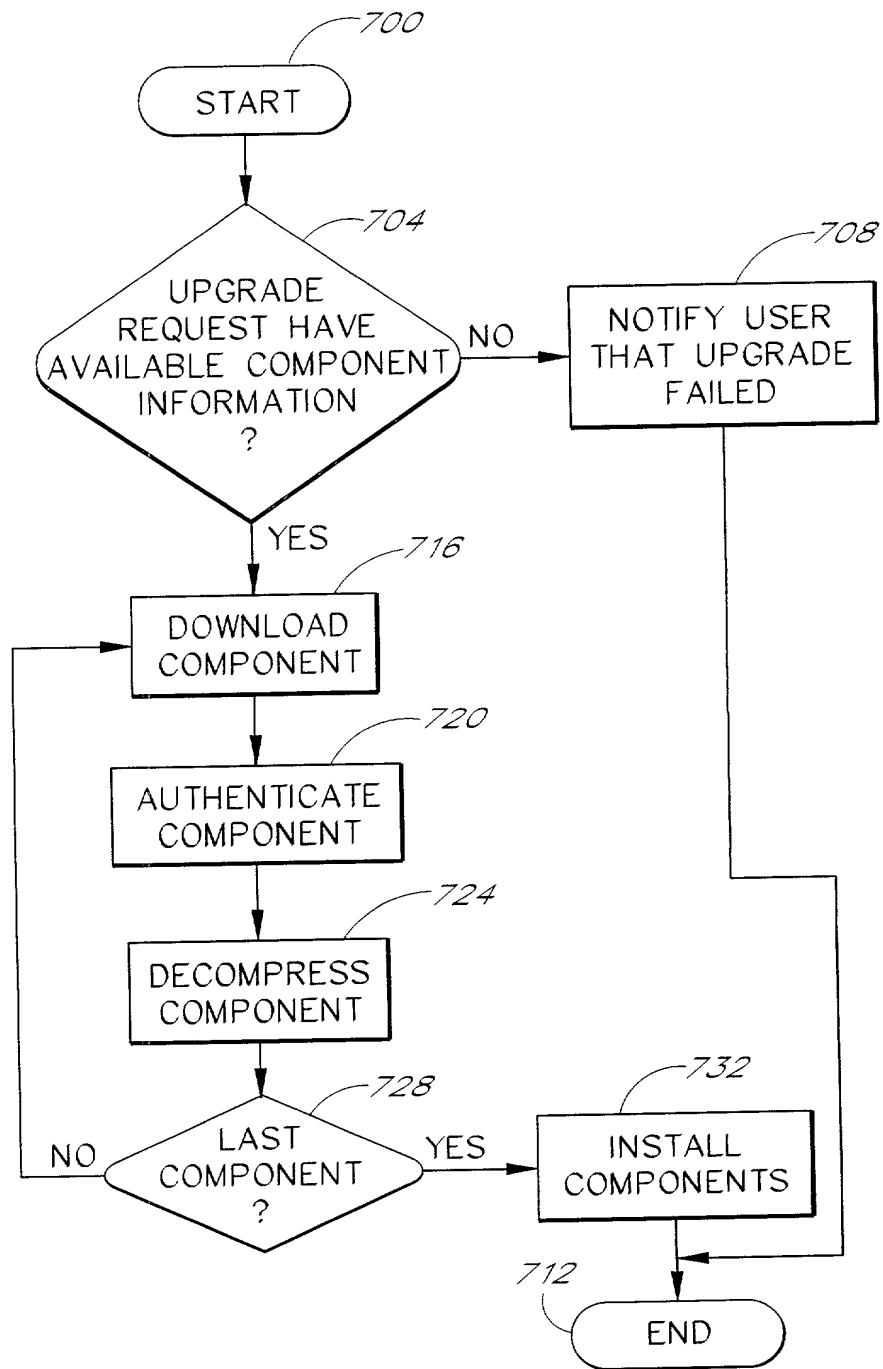 700
START
704
UPGRADE
REQUEST HAVE
AVAILABLE COMPONENT
INFORMATION
?
NO
708
NOTIFY USER
THAT UPGRADE
FAILED
YES
716
DOWNLOAD
COMPONENT
720
AUTHENTICATE
COMPONENT
724
DECOMPRESS
COMPONENT
728
LAST
COMPONENT
?
NO
YES
732
INSTALL
COMPONENTS
712
END